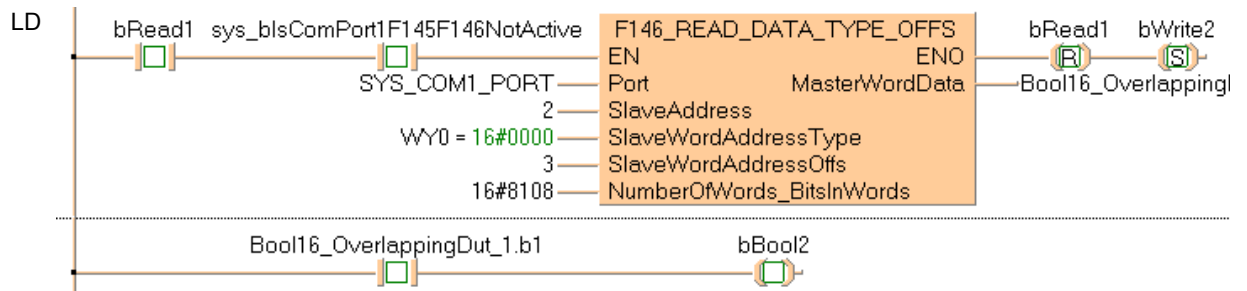 LD
bRead1 sys_bIsComPort1F145F146NotActive F146_READ_DATA_TYPE_OFFS bRead1 bWrite2
EN ENO R S
SYS_COM1_PORT Port MasterWordData Bool16_Overlapping
2 SlaveAddress
WY0 = 16#0000 SlaveWordAddressType
3 SlaveWordAddressOffs
16#8108 NumberOfWords_BitsInWords
Bool16_OverlappingDut_1.b1 bBool2